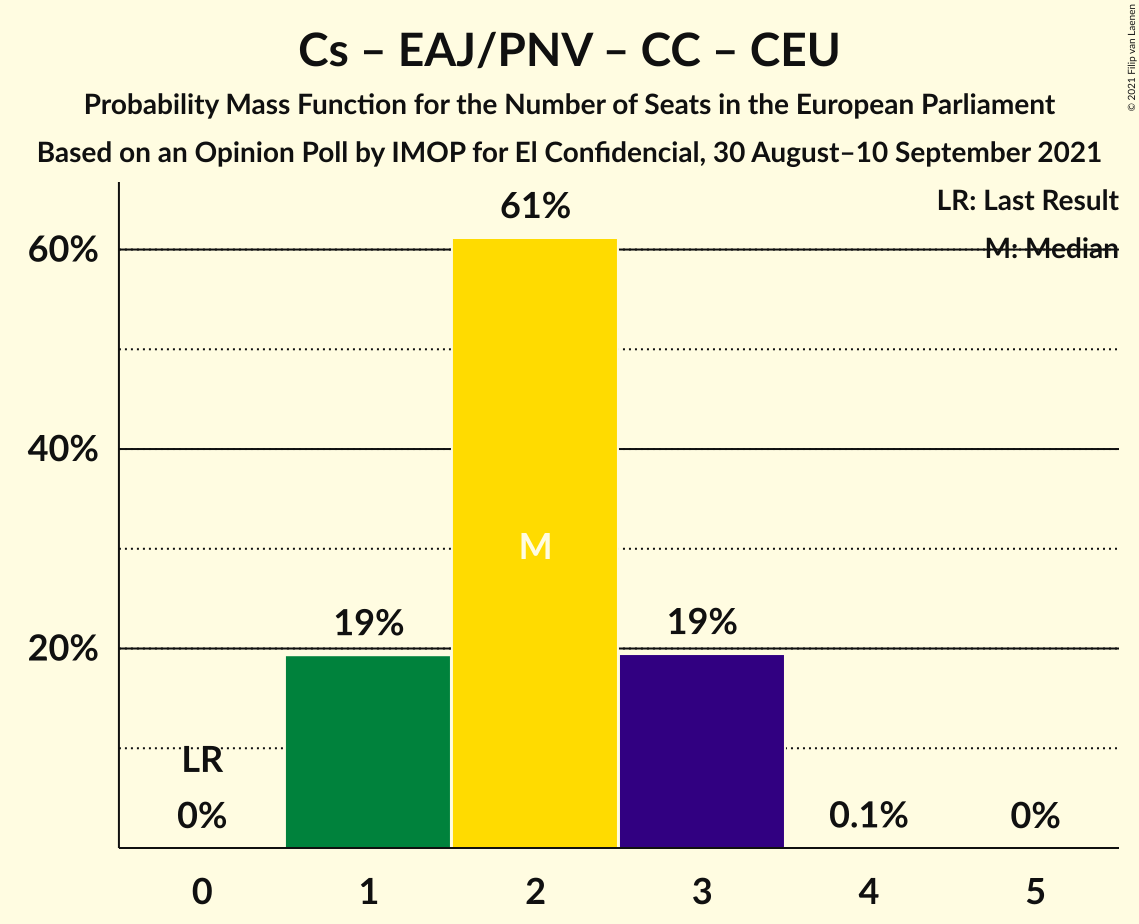 Cs – EAJ/PNV – CC – CEU
Probability Mass Function for the Number of Seats in the European Parliament
Based on an Opinion Poll by IMOP for El Confidencial, 30 August–10 September 2021
© 2021 Filip van Laenen
LR: Last Result
M: Median
61%
60%
40%
M
19%
19%
20%
LR
0%
0.1%
0%
0 1 2 3 4 5